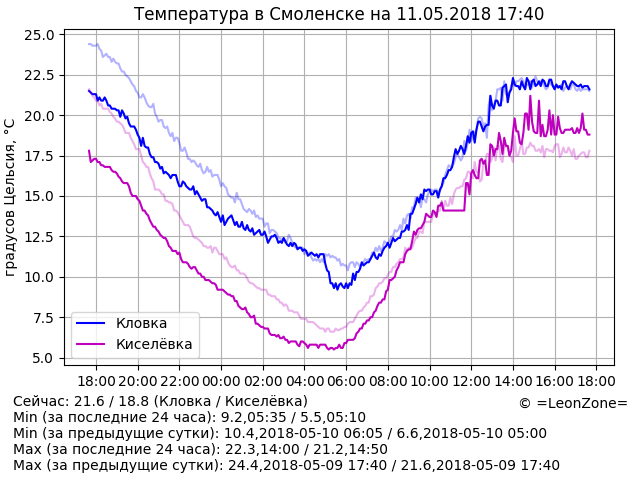 Температура в Смоленске на 11.05.2018 17:40
градусов Цельсия, °C
25.0
22.5
20.0
17.5
15.0
12.5
10.0
7.5
5.0
Кловка
Киселёвка
18:00 20:00 22:00 00:00 02:00 04:00 06:00 08:00 10:00 12:00 14:00 16:00 18:00
Сейчас: 21.6 / 18.8 (Кловка / Киселёвка)
© =LeonZone=
Min (за последние 24 часа): 9.2,05:35 / 5.5,05:10
Min (за предыдущие сутки): 10.4,2018-05-10 06:05 / 6.6,2018-05-10 05:00
Max (за последние 24 часа): 22.3,14:00 / 21.2,14:50
Max (за предыдущие сутки): 24.4,2018-05-09 17:40 / 21.6,2018-05-09 17:40